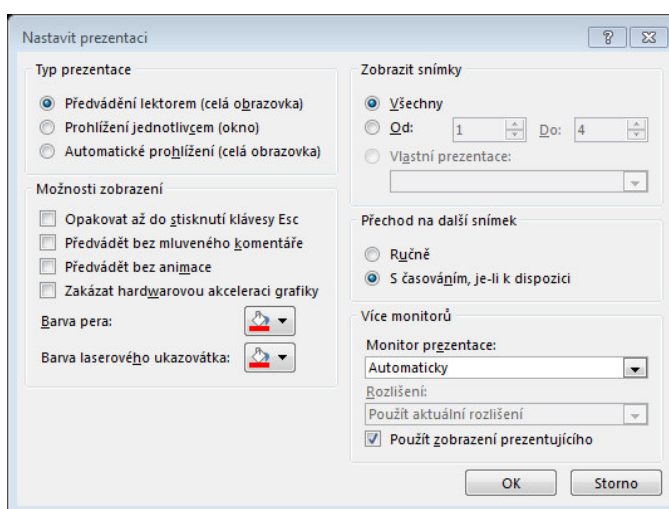 Nastavit prezentaci
Typ prezentace
Předvádění lektorem (celá obrazovka)
Prohlížení jednotlivcem (okno)
Automatické prohlížení (celá obrazovka)
Možnosti zobrazení
Opakovat až do stisknutí klávesy Esc
Předvádět bez mluveného komentáře
Předvádět bez animace
Zakázat hardwarovou akceleraci grafiky
Barva pera:
Barva laserového ukazovátka:
Zobrazit snímky
Všechny
Od: 1 Do: 4
Vlastní prezentace:
Přechod na další snímek
Ručně
S časováním, je-li k dispozici
Více monitorů
Monitor prezentace:
Automaticky
Rozlišení:
Použít aktuální rozlišení
Použít zobrazení prezentujícího
OK Storno